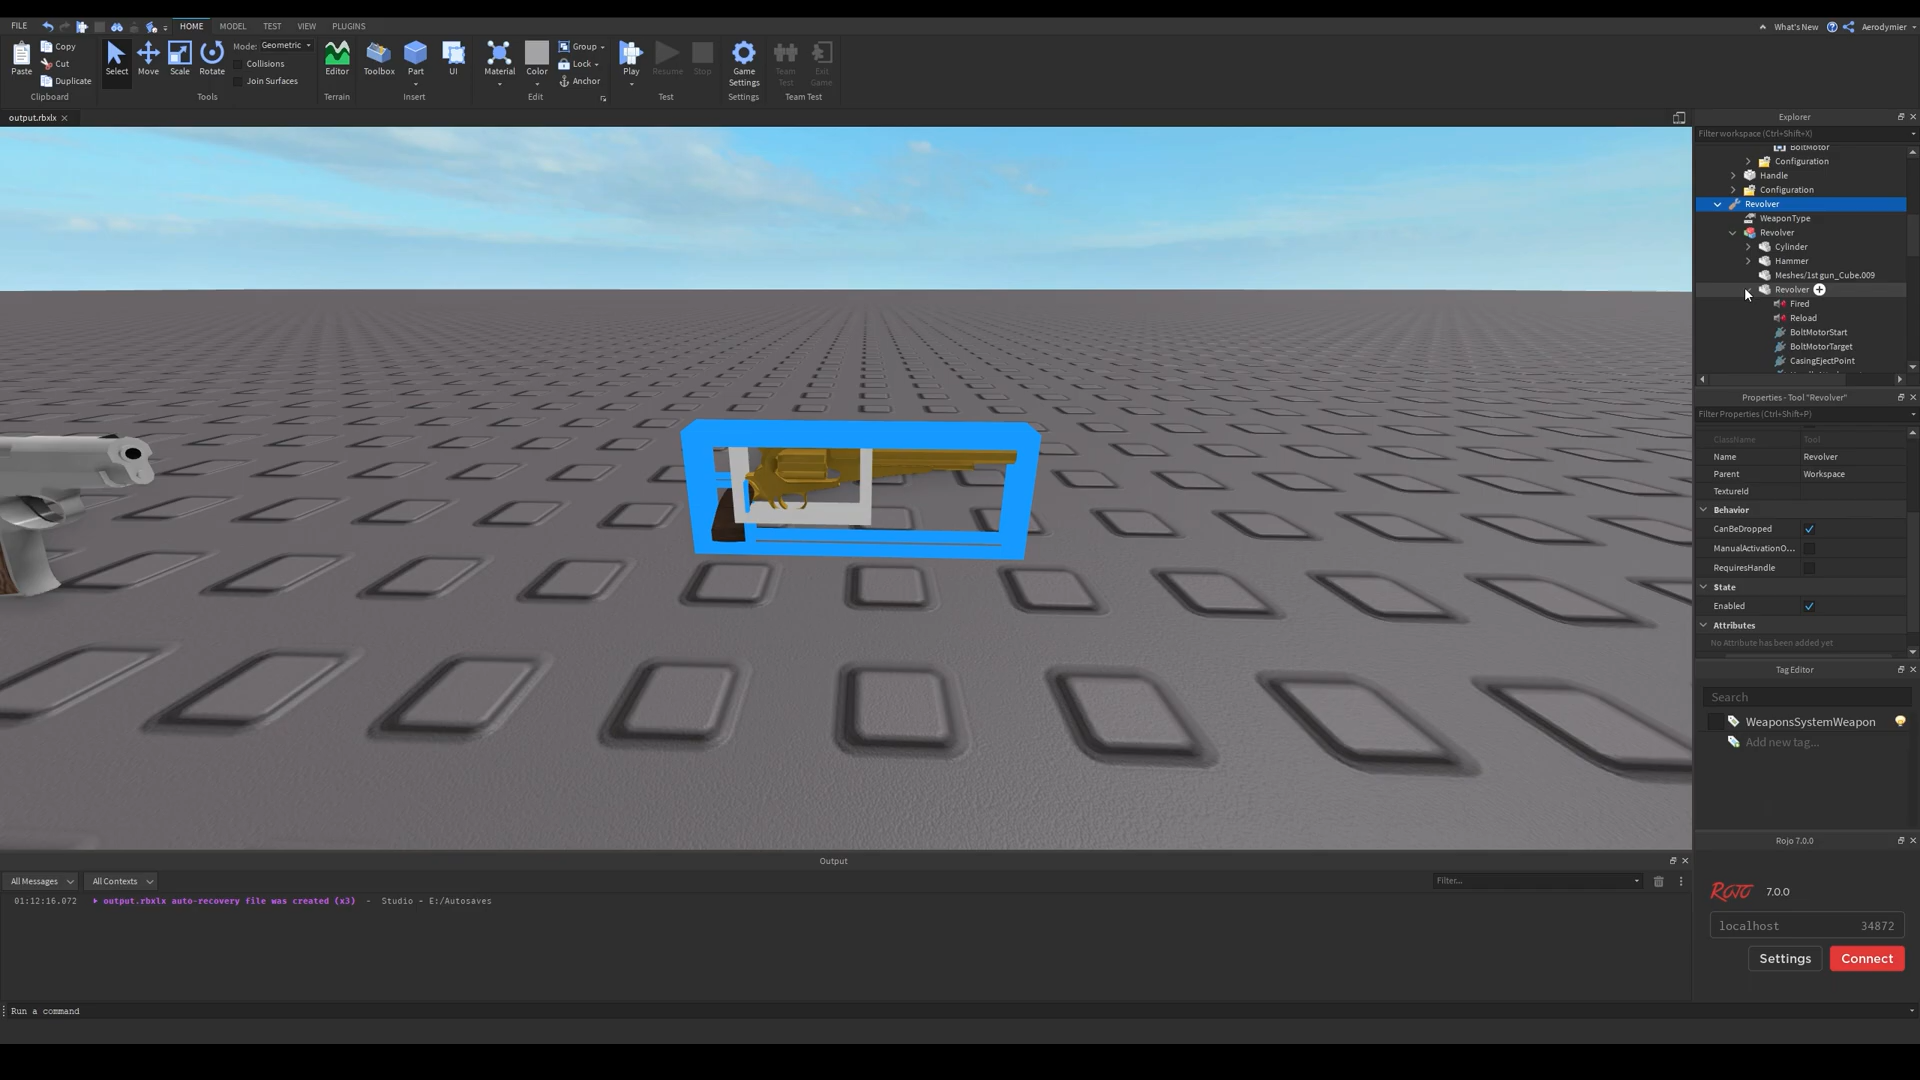 FILE HOME MODEL TEST VIEW PLUGINS What's New Aerodymier
Copy Mode: Geometric Group
Cut Collisions Lock
Paste Duplicate Select Move Scale Rotate Join Surfaces Editor Toolbox Part UI Material Color Anchor Play Resume Stop Game Settings Team Test Exit Game
Clipboard Tools Terrain Insert Edit Test Settings Team Test
output.rbxlx
Explorer
Filter workspace (Ctrl+Shift+X)
BoltMotor
Configuration
Handle
Configuration
Revolver
WeaponType
Revolver
Cylinder
Hammer
Meshes/1st gun_Cube.009
Revolver
Fired
Reload
BoltMotorStart
BoltMotorTarget
CasingEjectPoint
Properties - Tool "Revolver"
Filter Properties (Ctrl+Shift+P)
ClassName Tool
Name Revolver
Parent Workspace
TextureId
Behavior
CanBeDropped
ManualActivationO...
RequiresHandle
State
Enabled
Attributes
No Attribute has been added yet
Tag Editor
Search
WeaponsSystemWeapon
Add new tag...
Rojo 7.0.0
ROJO 7.0.0
localhost 34872
Settings Connect
Output
All Messages All Contexts Filter...
01:12:16.072 output.rbxlx auto-recovery file was created (x3) - Studio - E:/Autosaves
Run a command